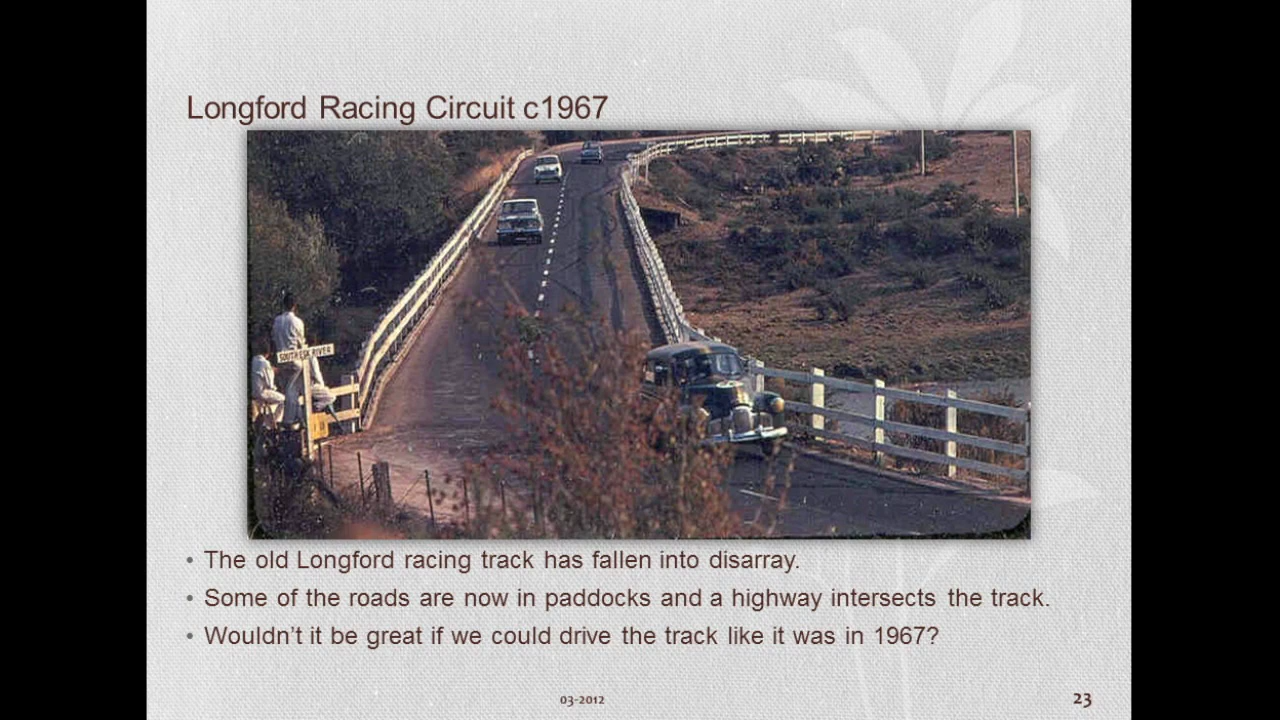 Longford Racing Circuit c1967
SOUTH ESK RIVER
• The old Longford racing track has fallen into disarray.
• Some of the roads are now in paddocks and a highway intersects the track.
• Wouldn't it be great if we could drive the track like it was in 1967?
03-2012
23